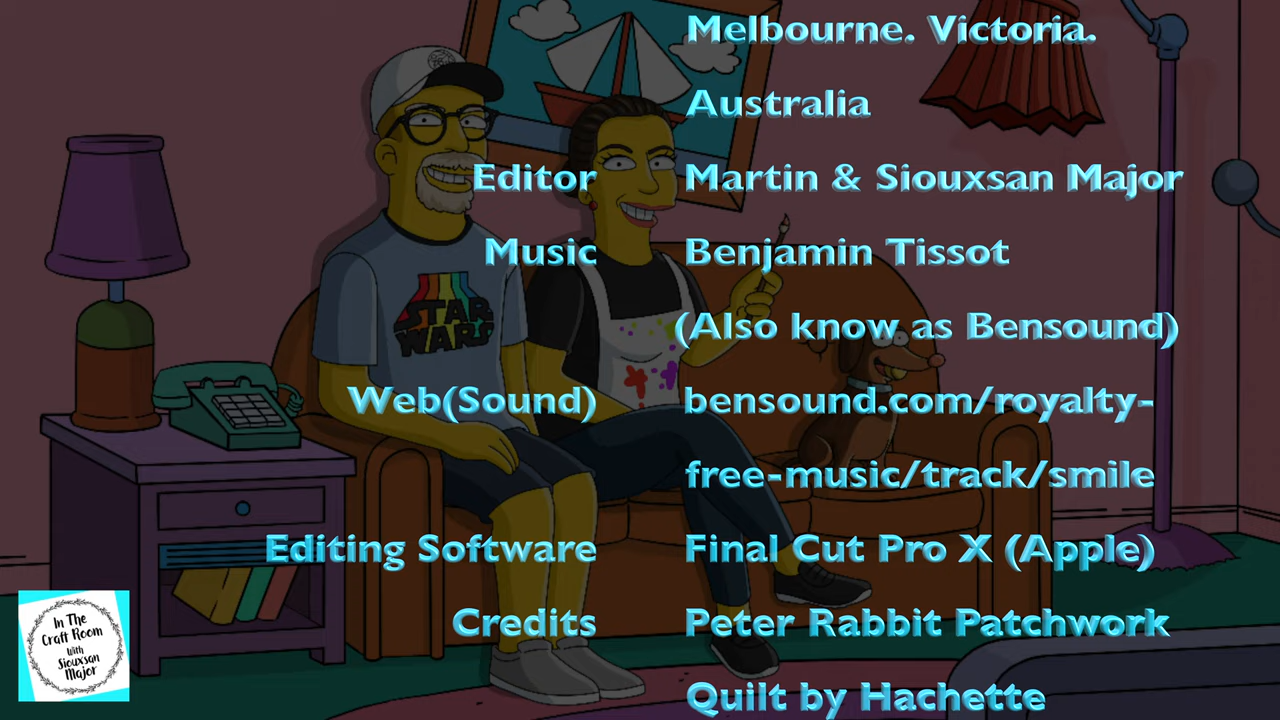 Melbourne. Victoria.
Australia
Editor Martin & Siouxsan Major
Music Benjamin Tissot
(Also know as Bensound)
Web(Sound) bensound.com/royalty-
free-music/track/smile
Editing Software Final Cut Pro X (Apple)
Credits Peter Rabbit Patchwork
Quilt by Hachette
STAR
WARS
In The
Craft Room
With
Siouxsan
Major